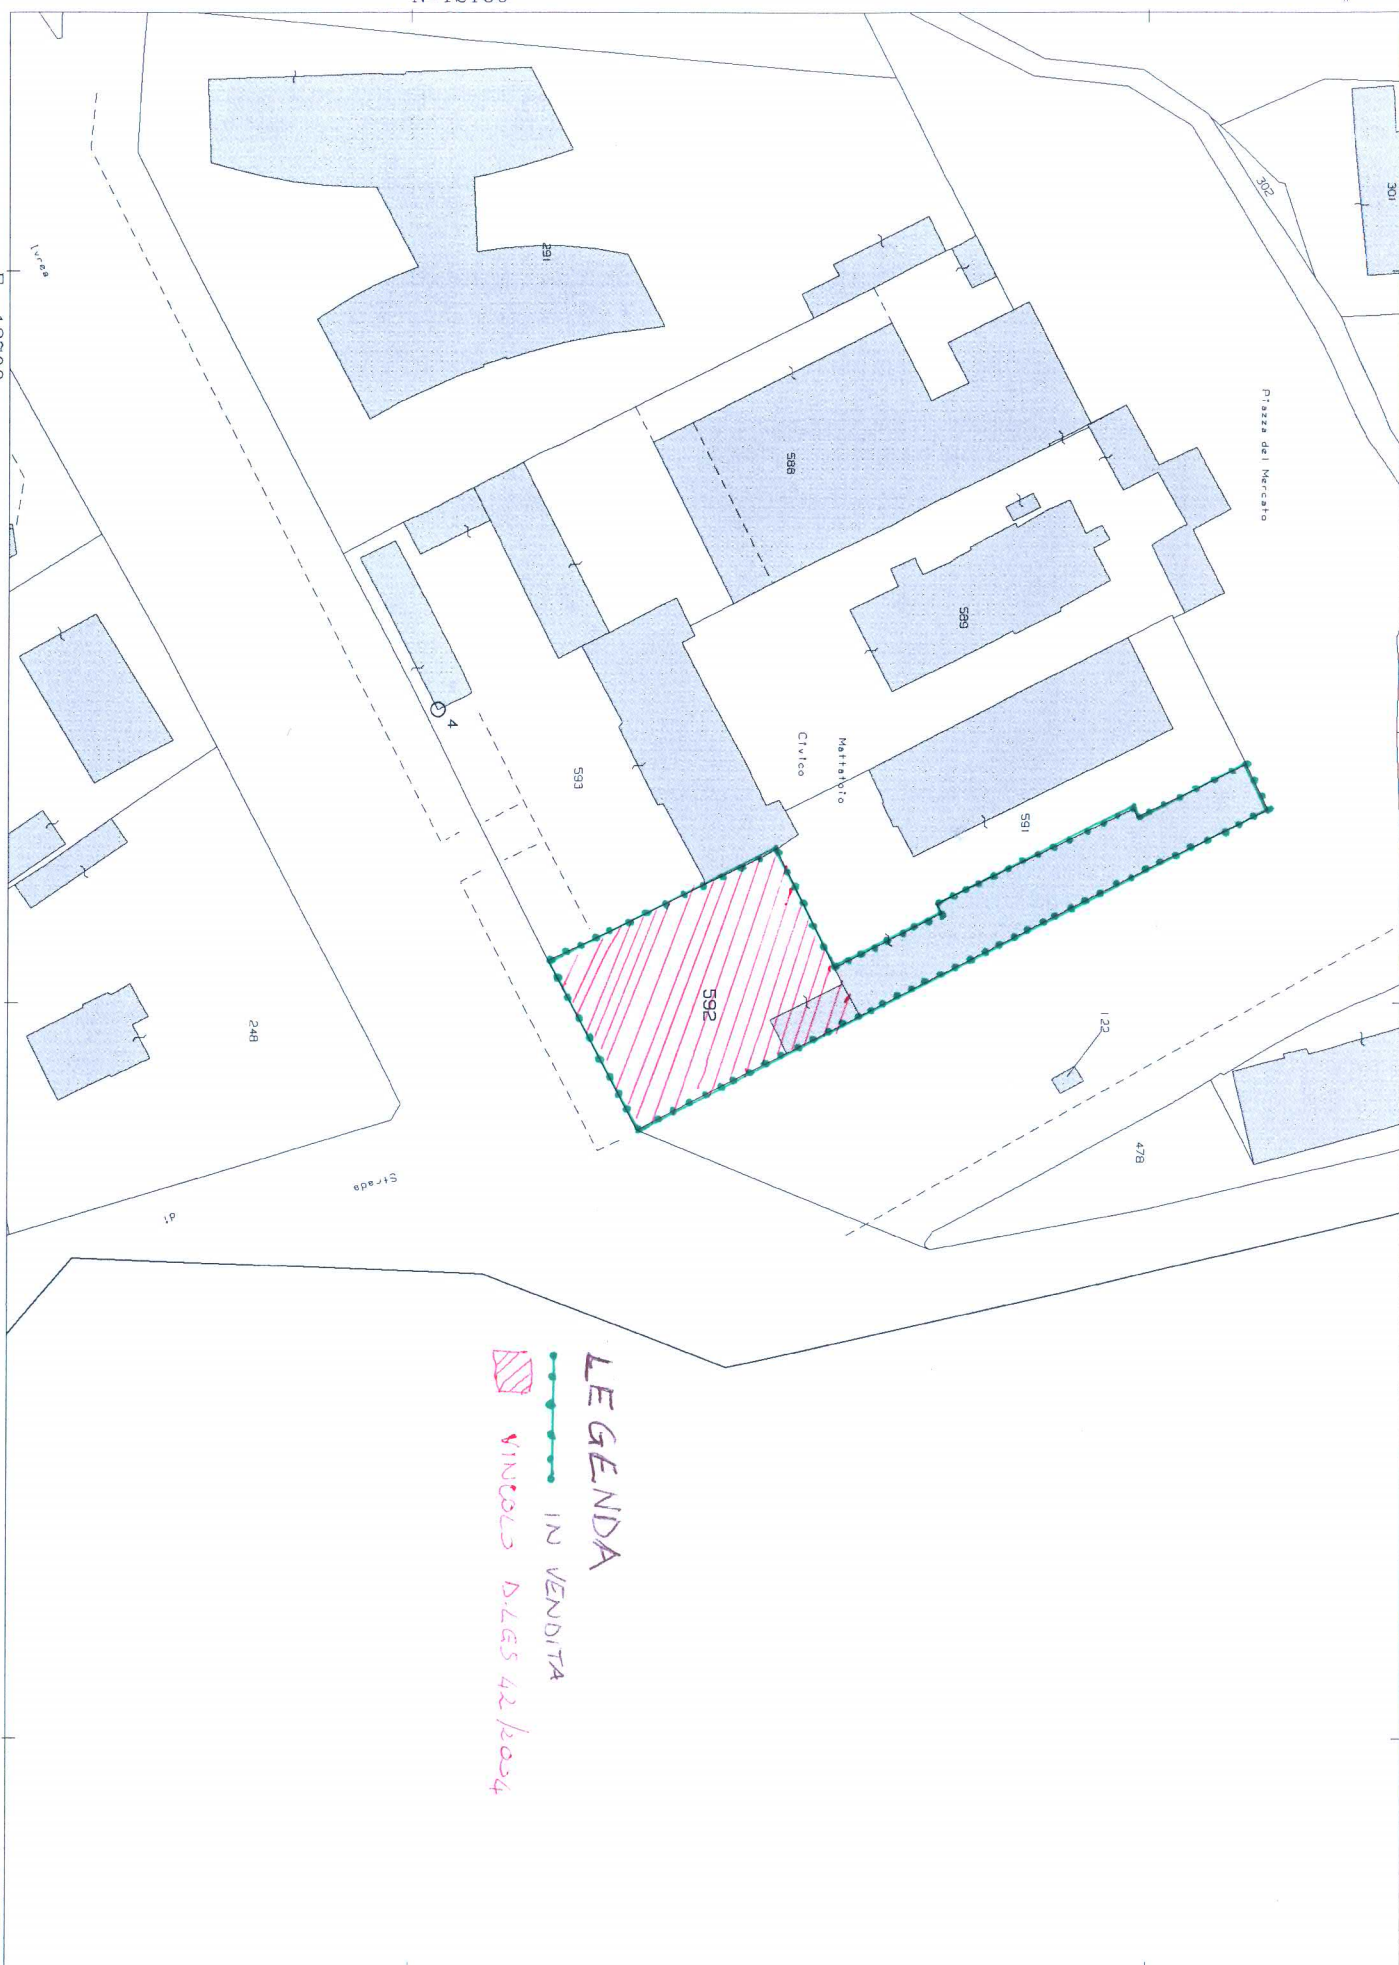 Piazza del Mercato
301
302
291
588
589
Mattatoio
Civico
591
593
4
592
122
478
248
Ivrea
Strada
di
LEGENDA
IN VENDITA
VINCOLO D.LGS 42/2004